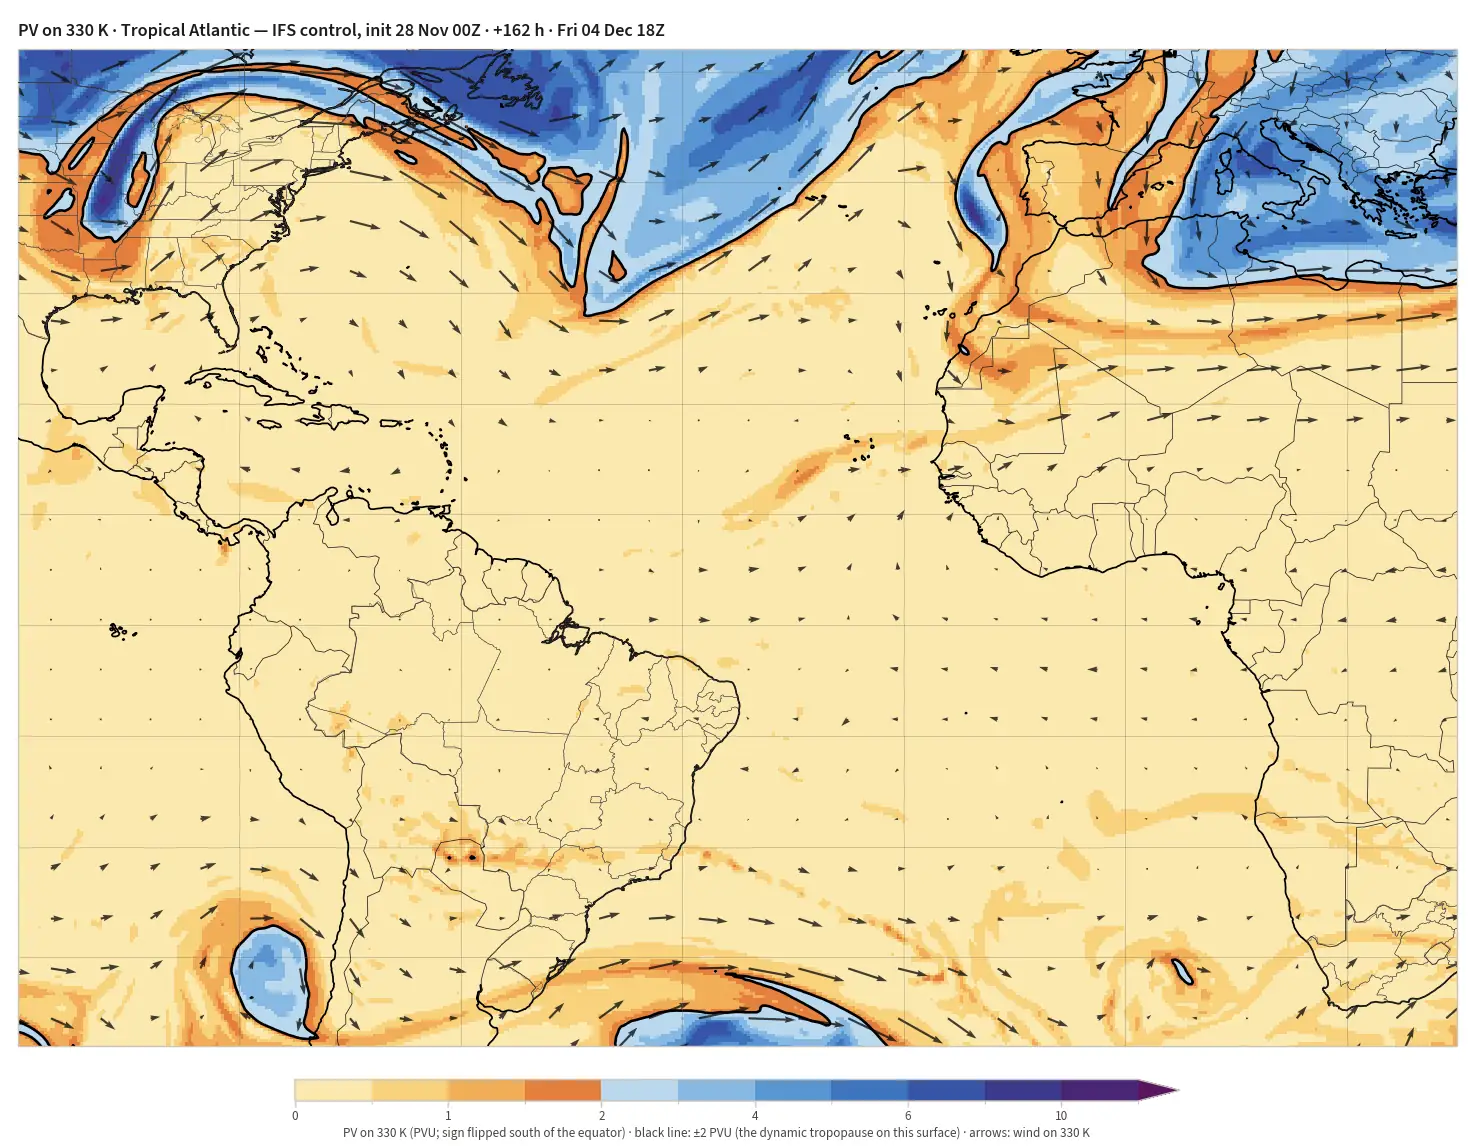 PV on 330 K · Tropical Atlantic — IFS control, init 28 Nov 00Z · +162 h · Fri 04 Dec 18Z
0 1 2 4 6 10
PV on 330 K (PVU; sign flipped south of the equator) · black line: ±2 PVU (the dynamic tropopause on this surface) · arrows: wind on 330 K